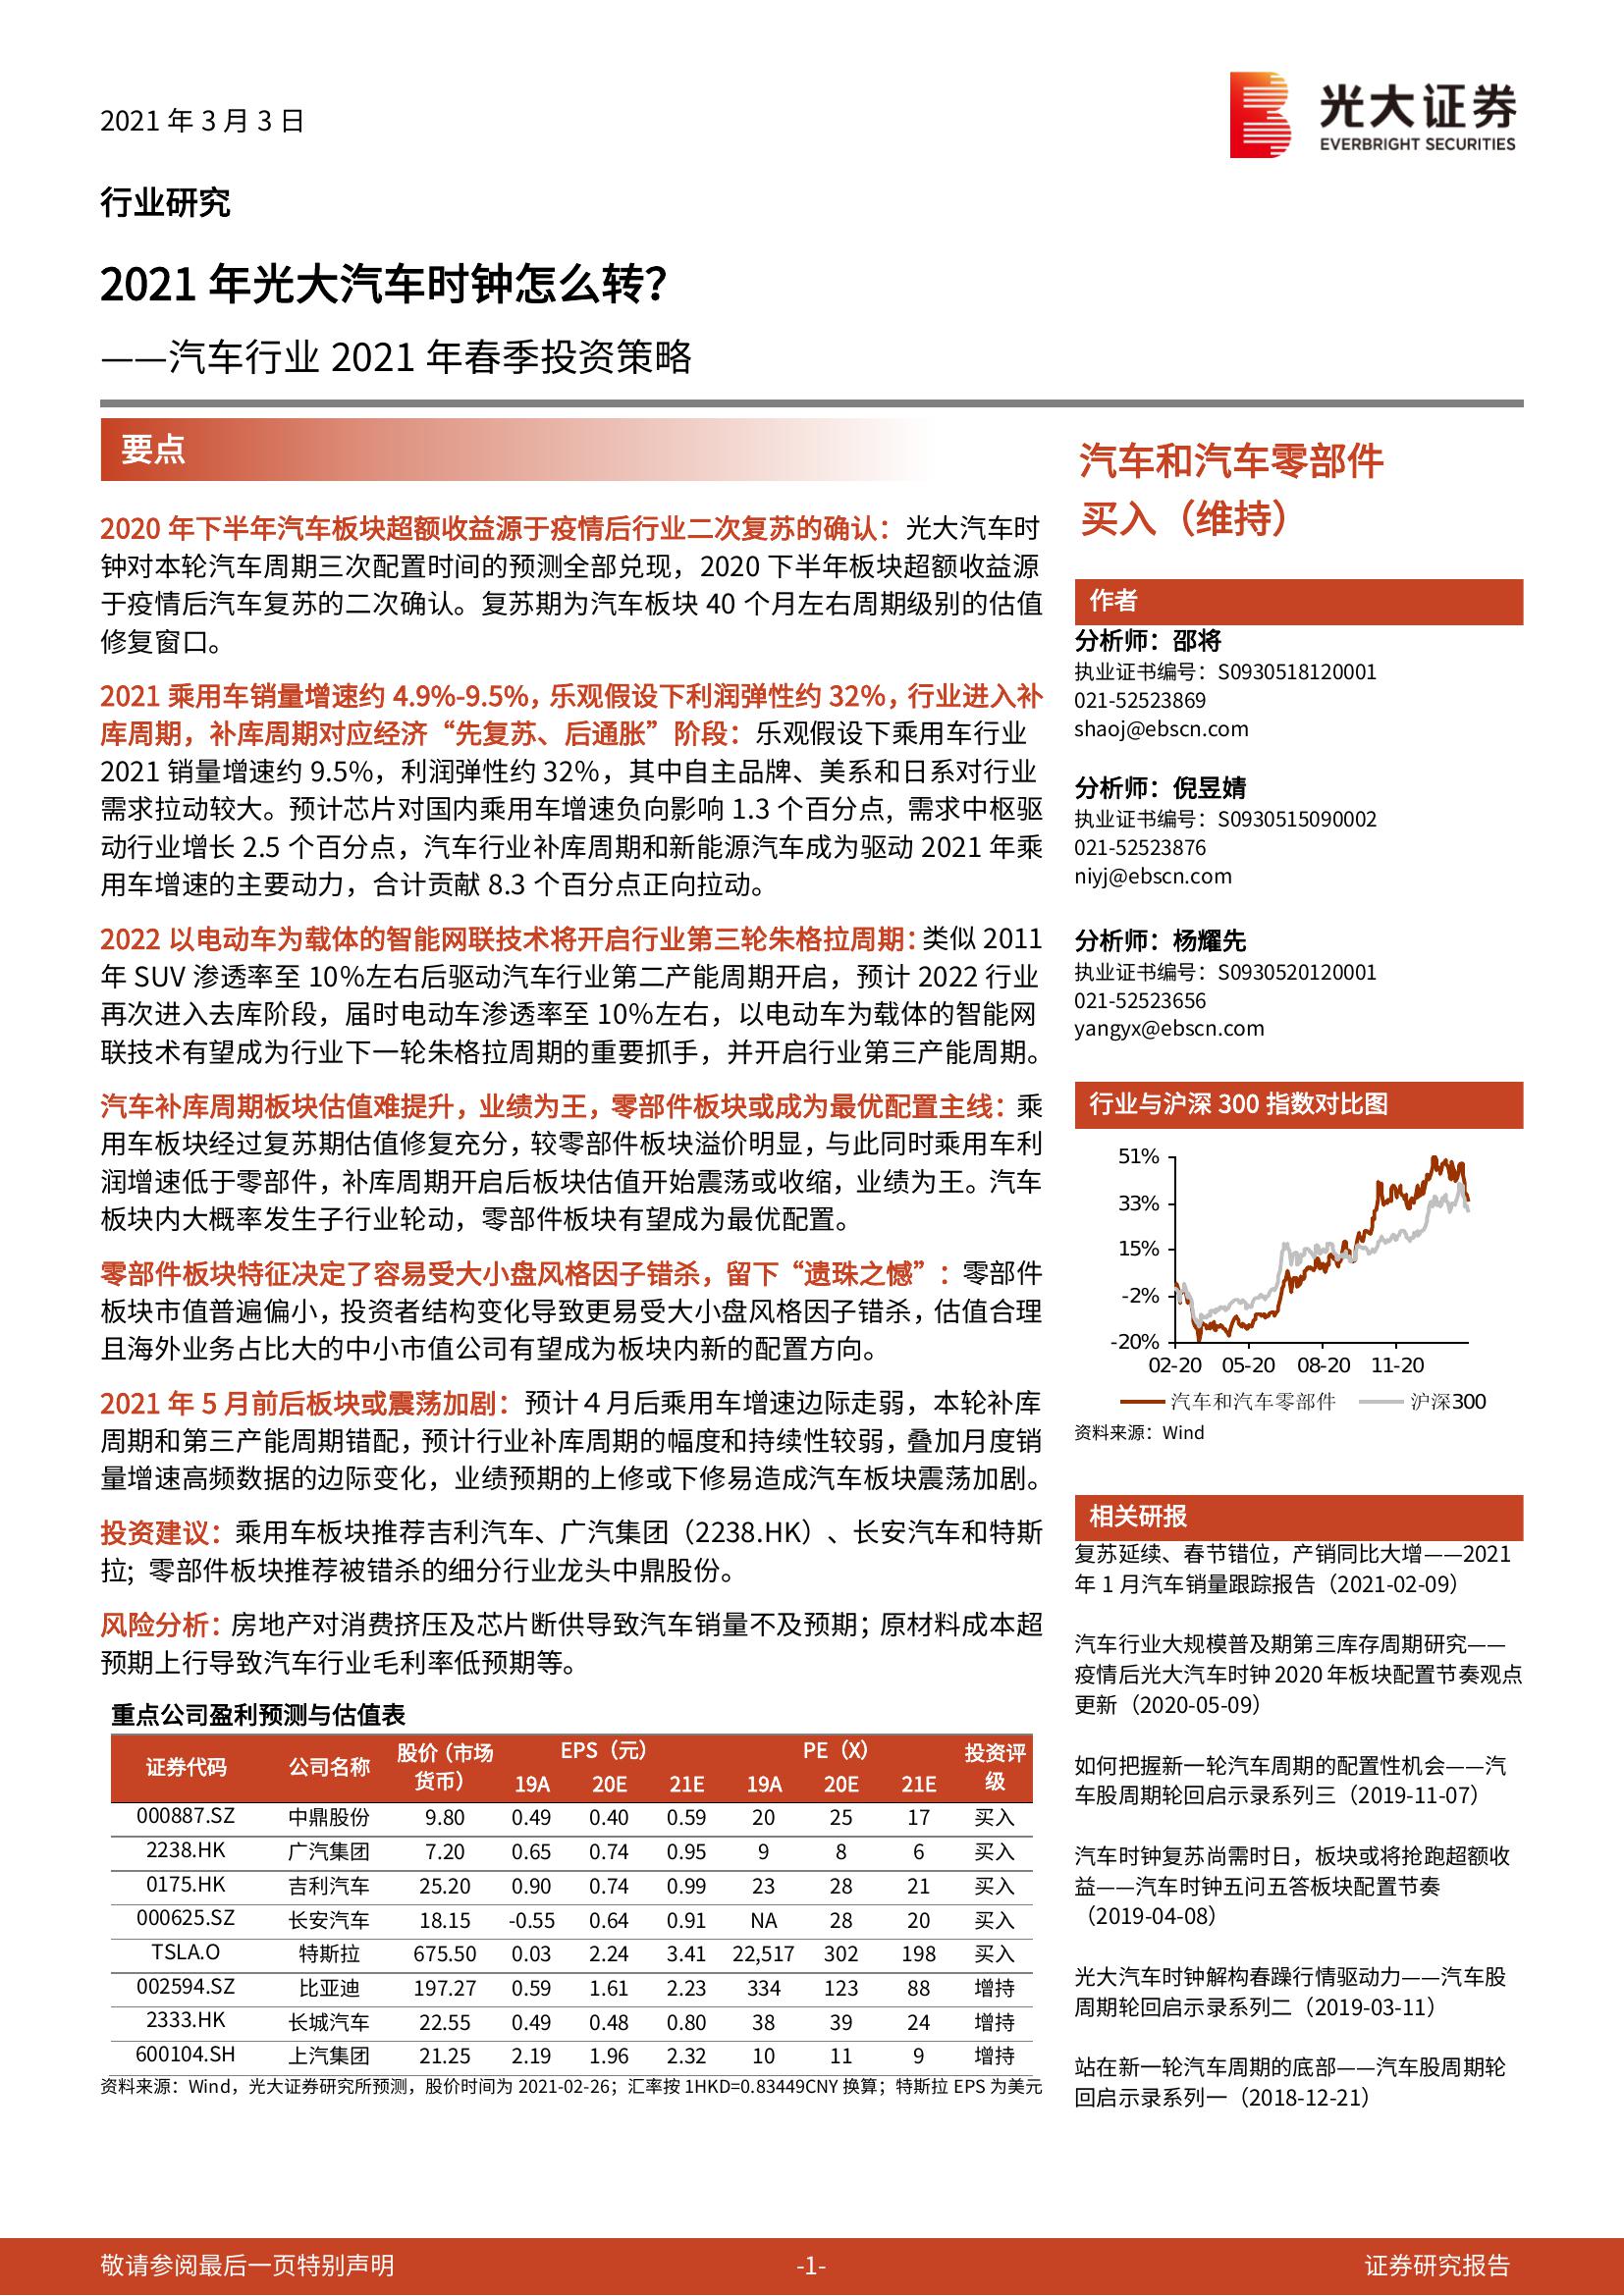 2021 年 3 月 3 日
光大证券
EVERBRIGHT SECURITIES
行业研究
2021 年光大汽车时钟怎么转？
——汽车行业 2021 年春季投资策略
要点
2020 年下半年汽车板块超额收益源于疫情后行业二次复苏的确认：光大汽车时
钟对本轮汽车周期三次配置时间的预测全部兑现，2020 下半年板块超额收益源
于疫情后汽车复苏的二次确认。复苏期为汽车板块 40 个月左右周期级别的估值
修复窗口。
2021 乘用车销量增速约 4.9%-9.5%，乐观假设下利润弹性约 32%，行业进入补
库周期，补库周期对应经济“先复苏、后通胀”阶段：乐观假设下乘用车行业
2021 销量增速约 9.5%，利润弹性约 32%，其中自主品牌、美系和日系对行业
需求拉动较大。预计芯片对国内乘用车增速负向影响 1.3 个百分点，需求中枢驱
动行业增长 2.5 个百分点，汽车行业补库周期和新能源汽车成为驱动 2021 年乘
用车增速的主要动力，合计贡献 8.3 个百分点正向拉动。
2022 以电动车为载体的智能网联技术将开启行业第三轮朱格拉周期：类似 2011
年 SUV 渗透率至 10%左右后驱动汽车行业第二产能周期开启，预计 2022 行业
再次进入去库阶段，届时电动车渗透率至 10%左右，以电动车为载体的智能网
联技术有望成为行业下一轮朱格拉周期的重要抓手，并开启行业第三产能周期。
汽车补库周期板块估值难提升，业绩为王，零部件板块或成为最优配置主线：乘
用车板块经过复苏期估值修复充分，较零部件板块溢价明显，与此同时乘用车利
润增速低于零部件，补库周期开启后板块估值开始震荡或收缩，业绩为王。汽车
板块内大概率发生子行业轮动，零部件板块有望成为最优配置。
零部件板块特征决定了容易受大小盘风格因子错杀，留下“遗珠之憾”：零部件
板块市值普遍偏小，投资者结构变化导致更易受大小盘风格因子错杀，估值合理
且海外业务占比大的中小市值公司有望成为板块内新的配置方向。
2021 年 5 月前后板块或震荡加剧：预计 4 月后乘用车增速边际走弱，本轮补库
周期和第三产能周期错配，预计行业补库周期的幅度和持续性较弱，叠加月度销
量增速高频数据的边际变化，业绩预期的上修或下修易造成汽车板块震荡加剧。
投资建议：乘用车板块推荐吉利汽车、广汽集团（2238.HK）、长安汽车和特斯
拉；零部件板块推荐被错杀的细分行业龙头中鼎股份。
风险分析：房地产对消费挤压及芯片断供导致汽车销量不及预期；原材料成本超
预期上行导致汽车行业毛利率低预期等。
重点公司盈利预测与估值表
证券代码 公司名称 股价（市场货币） EPS（元） PE（X） 投资评级
19A 20E 21E 19A 20E 21E
000887.SZ 中鼎股份 9.80 0.49 0.40 0.59 20 25 17 买入
2238.HK 广汽集团 7.20 0.65 0.74 0.95 9 8 6 买入
0175.HK 吉利汽车 25.20 0.90 0.74 0.99 23 28 21 买入
000625.SZ 长安汽车 18.15 -0.55 0.64 0.91 NA 28 20 买入
TSLA.O 特斯拉 675.50 0.03 2.24 3.41 22,517 302 198 买入
002594.SZ 比亚迪 197.27 0.59 1.61 2.23 334 123 88 增持
2333.HK 长城汽车 22.55 0.49 0.48 0.80 38 39 24 增持
600104.SH 上汽集团 21.25 2.19 1.96 2.32 10 11 9 增持
资料来源：Wind，光大证券研究所预测，股价时间为 2021-02-26；汇率按 1HKD=0.83449CNY 换算；特斯拉 EPS 为美元
汽车和汽车零部件
买入（维持）
作者
分析师：邵将
执业证书编号：S0930518120001
021-52523869
shaoj@ebscn.com
分析师：倪昱婧
执业证书编号：S0930515090002
021-52523876
niyj@ebscn.com
分析师：杨耀先
执业证书编号：S0930520120001
021-52523656
yangyx@ebscn.com
行业与沪深 300 指数对比图
51%
33%
15%
-2%
-20%
02-20 05-20 08-20 11-20
汽车和汽车零部件 沪深300
资料来源：Wind
相关研报
复苏延续、春节错位，产销同比大增——2021
年 1 月汽车销量跟踪报告（2021-02-09）
汽车行业大规模普及期第三库存周期研究——
疫情后光大汽车时钟 2020 年板块配置节奏观点
更新（2020-05-09）
如何把握新一轮汽车周期的配置性机会——汽
车股周期轮回启示录系列三（2019-11-07）
汽车时钟复苏尚需时日，板块或将抢跑超额收
益——汽车时钟五问五答板块配置节奏
（2019-04-08）
光大汽车时钟解构春躁行情驱动力——汽车股
周期轮回启示录系列二（2019-03-11）
站在新一轮汽车周期的底部——汽车股周期轮
回启示录系列一（2018-12-21）
敬请参阅最后一页特别声明 -1- 证券研究报告